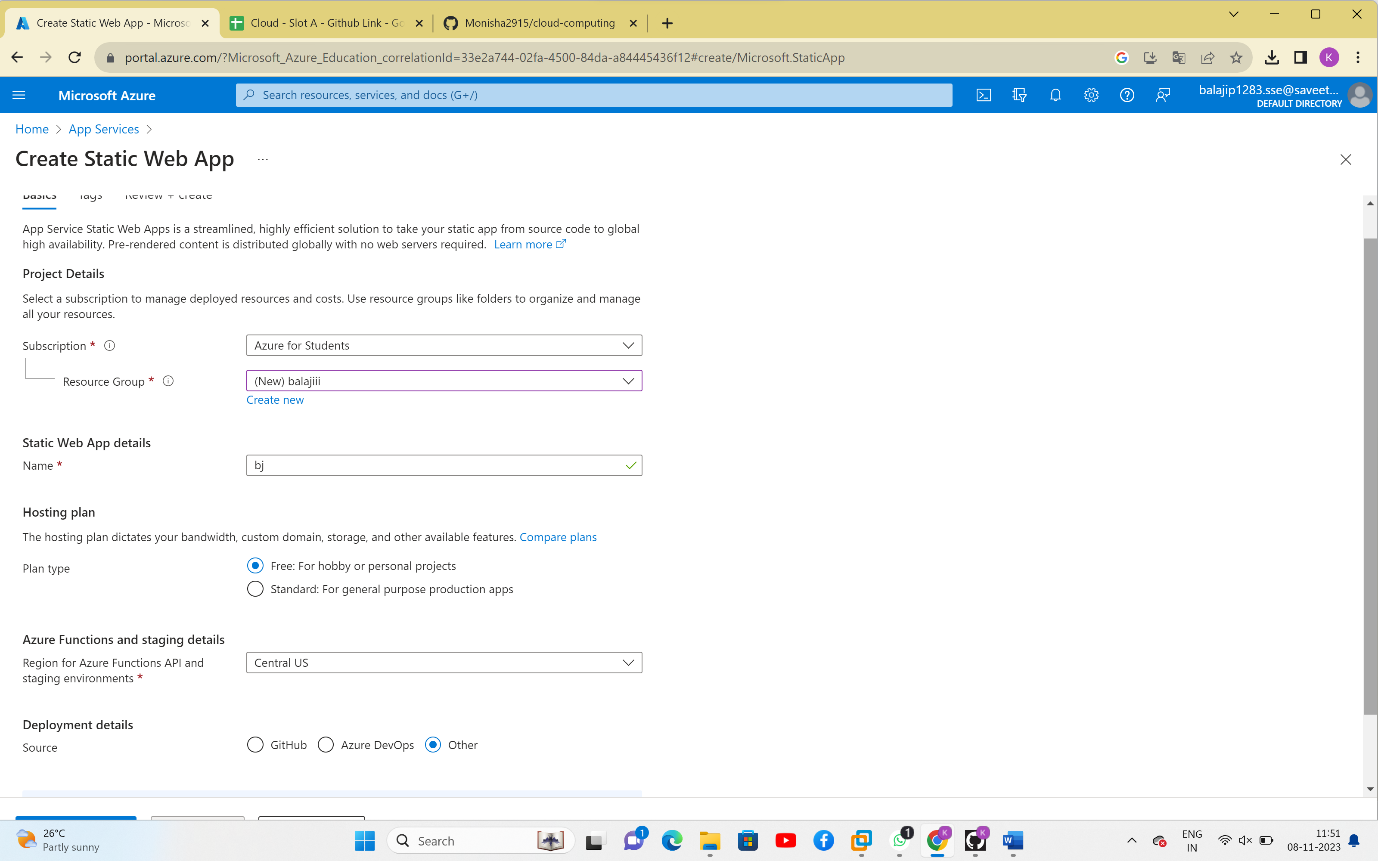 Create Static Web App - Microsc
Cloud - Slot A - Github Link - Go
Monisha2915/cloud-computing
portal.azure.com/?Microsoft_Azure_Education_correlationId=33e2a744-02fa-4500-84da-a84445436f12#create/Microsoft.StaticApp
K
Microsoft Azure
Search resources, services, and docs (G+/)
balajip1283.sse@saveet...
DEFAULT DIRECTORY
Home > App Services >
Create Static Web App ...
Basics Tags Review + create
App Service Static Web Apps is a streamlined, highly efficient solution to take your static app from source code to global
high availability. Pre-rendered content is distributed globally with no web servers required. Learn more
Project Details
Select a subscription to manage deployed resources and costs. Use resource groups like folders to organize and manage
all your resources.
Subscription * Azure for Students
Resource Group * (New) balajiii
Create new
Static Web App details
Name * bj
Hosting plan
The hosting plan dictates your bandwidth, custom domain, storage, and other available features. Compare plans
Plan type Free: For hobby or personal projects
Standard: For general purpose production apps
Azure Functions and staging details
Region for Azure Functions API and
staging environments * Central US
Deployment details
Source GitHub Azure DevOps Other
26°C
Partly sunny
Search
1
1
K
K
ENG
IN
11:51
08-11-2023